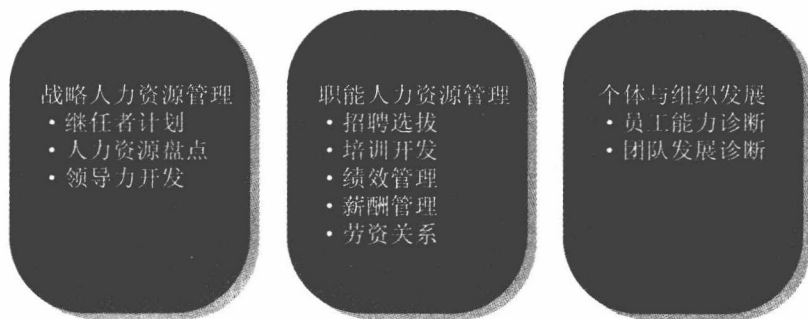 战略人力资源管理
・继任者计划
・人力资源盘点
・领导力开发
职能人力资源管理
・招聘选拔
・培训开发
・绩效管理
・薪酬管理
・劳资关系
个体与组织发展
・员工能力诊断
・团队发展诊断